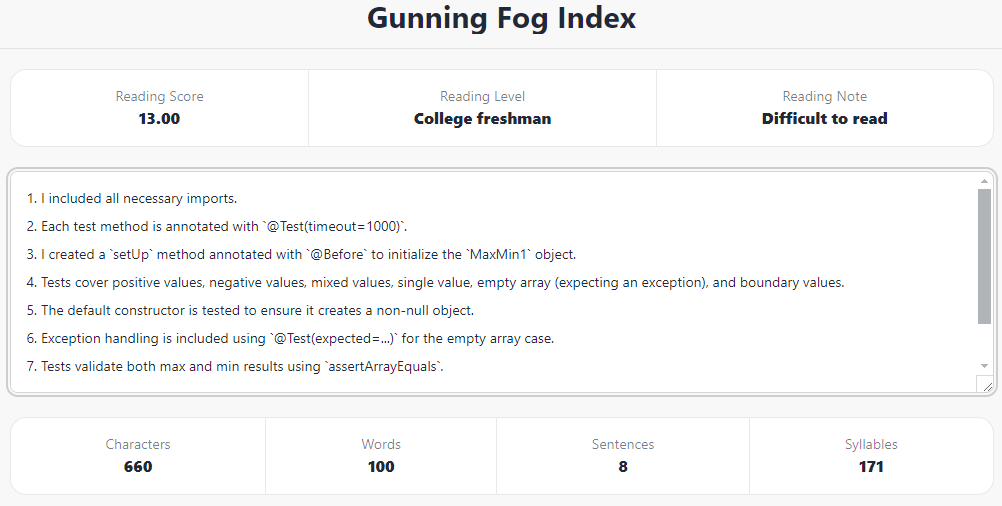 Gunning Fog Index
Reading Score
13.00
Reading Level
College freshman
Reading Note
Difficult to read
1. I included all necessary imports.
2. Each test method is annotated with `@Test(timeout=1000)`.
3. I created a `setUp` method annotated with `@Before` to initialize the `MaxMin1` object.
4. Tests cover positive values, negative values, mixed values, single value, empty array (expecting an exception), and boundary values.
5. The default constructor is tested to ensure it creates a non-null object.
6. Exception handling is included using `@Test(expected=...)` for the empty array case.
7. Tests validate both max and min results using `assertArrayEquals`.
Characters
660
Words
100
Sentences
8
Syllables
171